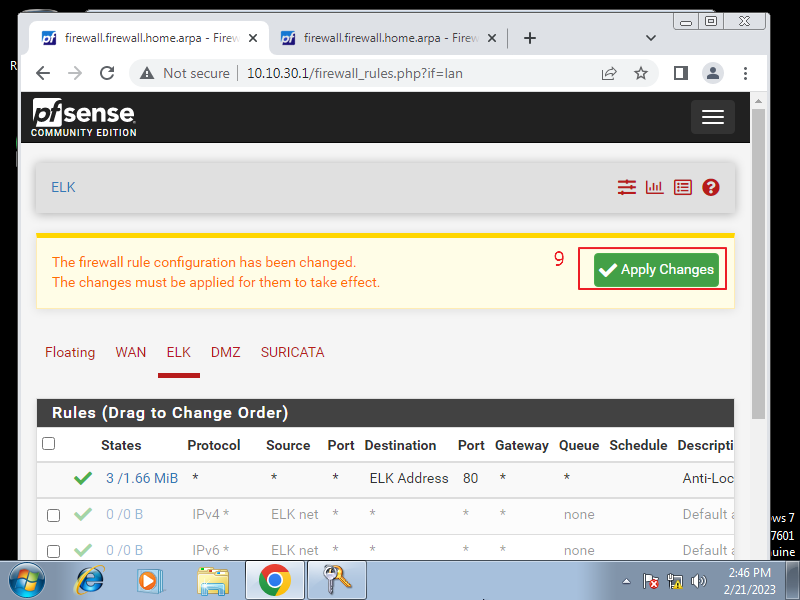 firewall.firewall.home.arpa - Firew
firewall.firewall.home.arpa - Firew
Not secure
10.10.30.1/firewall_rules.php?if=lan
pfsense
COMMUNITY EDITION
ELK
The firewall rule configuration has been changed.
The changes must be applied for them to take effect.
9
Apply Changes
Floating WAN ELK DMZ SURICATA
Rules (Drag to Change Order)
States Protocol Source Port Destination Port Gateway Queue Schedule Descripti
3 /1.66 MiB * * * ELK Address 80 * * Anti-Loc
0 /0 B IPv4 * ELK net * * * * none Default a
0 /0 B IPv6 * ELK net * * * * none Default a
R
ws 7
7601
uine
2:46 PM
2/21/2023